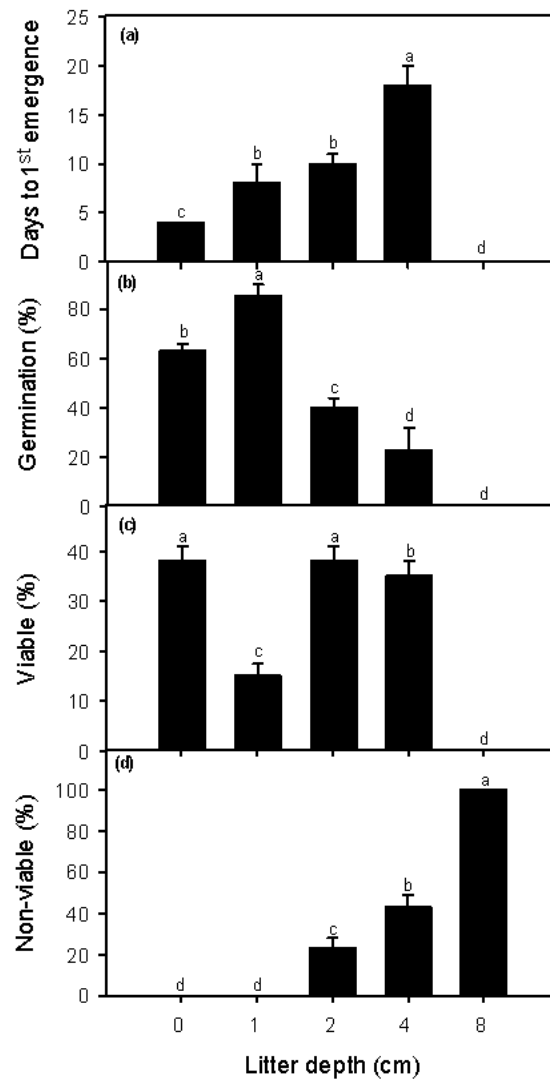 (a)
Days to 1st emergence
25
20
15
10
5
0
c
b
b
a
d
(b)
Germination (%)
80
60
40
20
0
b
a
c
d
d
(c)
Viable (%)
40
30
20
10
0
a
c
a
b
d
(d)
Non-viable (%)
100
80
60
40
20
0
d
d
c
b
a
0 1 2 4 8
Litter depth (cm)